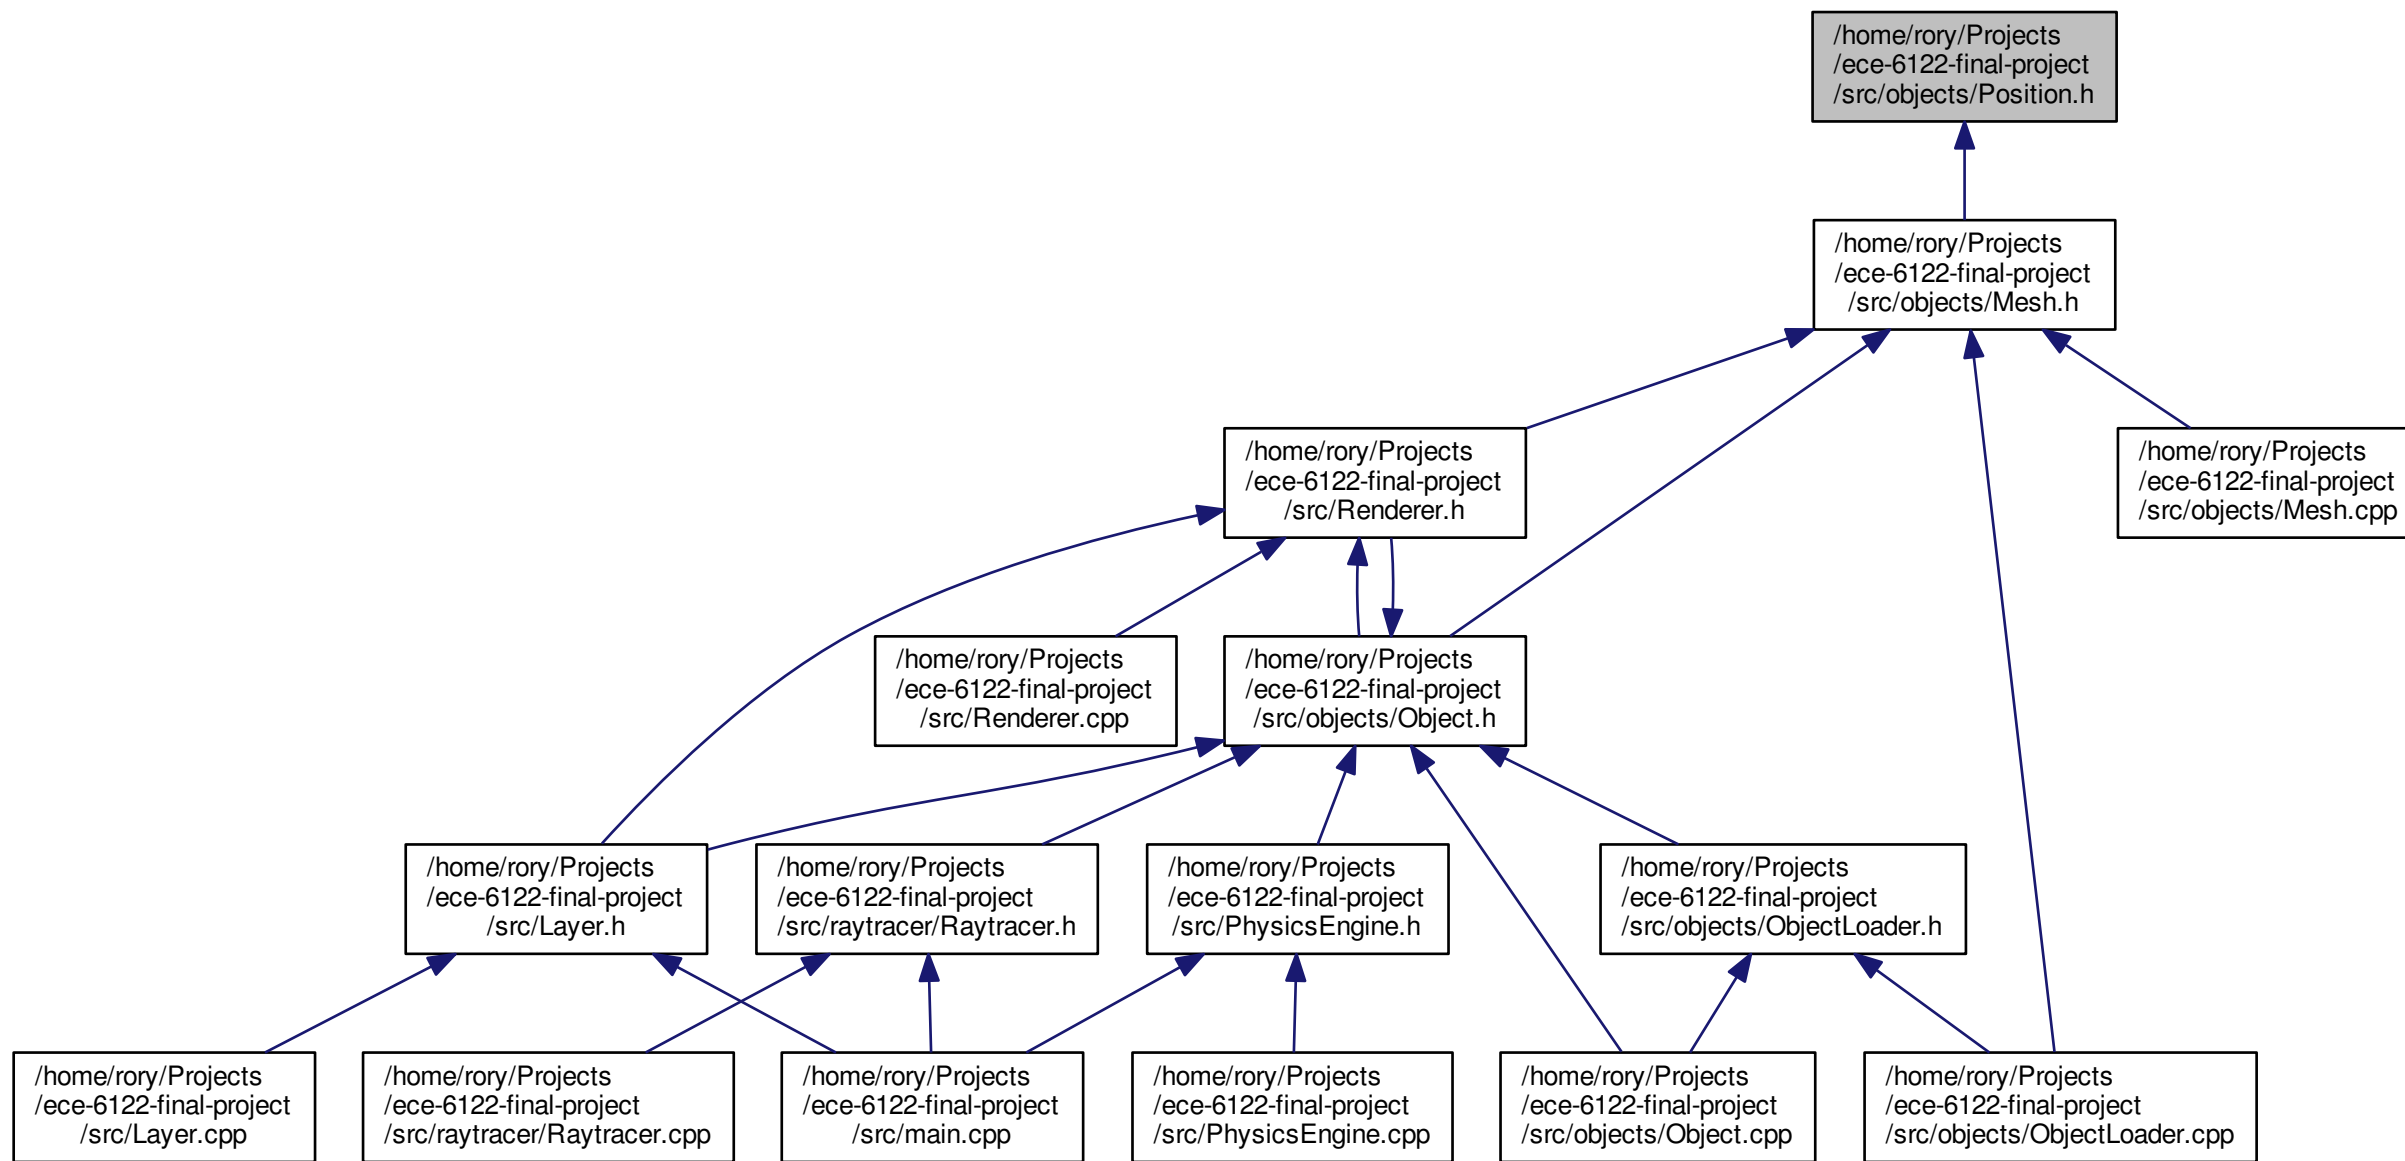 /home/rory/Projects
/ece-6122-final-project
/src/objects/Position.h
/home/rory/Projects
/ece-6122-final-project
/src/objects/Mesh.h
/home/rory/Projects
/ece-6122-final-project
/src/Renderer.h
/home/rory/Projects
/ece-6122-final-project
/src/objects/Mesh.cpp
/home/rory/Projects
/ece-6122-final-project
/src/Renderer.cpp
/home/rory/Projects
/ece-6122-final-project
/src/objects/Object.h
/home/rory/Projects
/ece-6122-final-project
/src/Layer.h
/home/rory/Projects
/ece-6122-final-project
/src/raytracer/Raytracer.h
/home/rory/Projects
/ece-6122-final-project
/src/PhysicsEngine.h
/home/rory/Projects
/ece-6122-final-project
/src/objects/ObjectLoader.h
/home/rory/Projects
/ece-6122-final-project
/src/Layer.cpp
/home/rory/Projects
/ece-6122-final-project
/src/raytracer/Raytracer.cpp
/home/rory/Projects
/ece-6122-final-project
/src/main.cpp
/home/rory/Projects
/ece-6122-final-project
/src/PhysicsEngine.cpp
/home/rory/Projects
/ece-6122-final-project
/src/objects/Object.cpp
/home/rory/Projects
/ece-6122-final-project
/src/objects/ObjectLoader.cpp